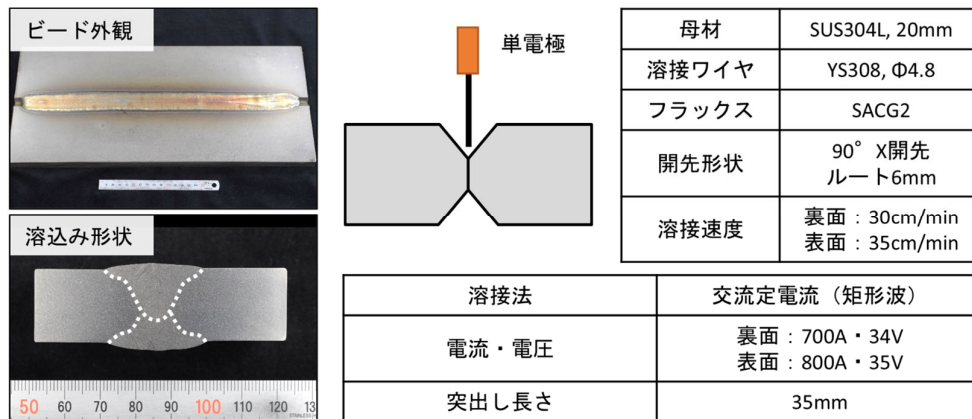 ビード外観
溶込み形状
50 60 70 80 90 100 110 120 13
単電極
母材 SUS304L, 20mm
溶接ワイヤ YS308, Φ4.8
フラックス SACG2
開先形状 90° X開先
ルート6mm
溶接速度 裏面：30cm/min
表面：35cm/min
溶接法 交流定電流（矩形波）
電流・電圧 裏面：700A・34V
表面：800A・35V
突出し長さ 35mm